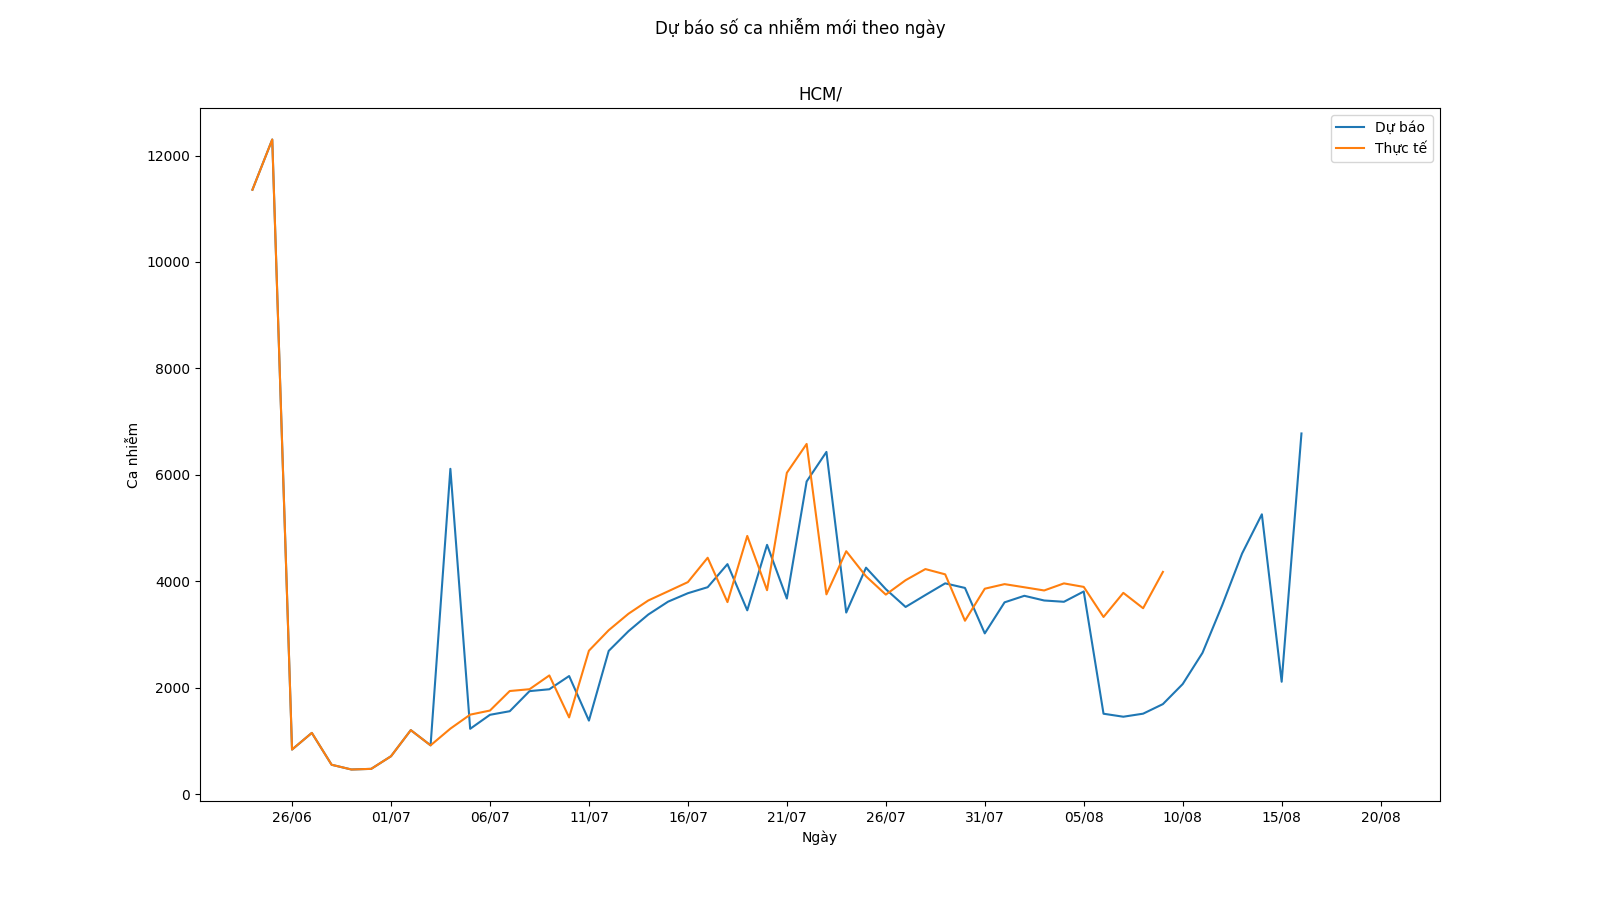 Dự báo số ca nhiễm mới theo ngày
HCM/
Dự báo
Thực tế
12000
10000
8000
6000
4000
2000
0
Ca nhiễm
26/06 01/07 06/07 11/07 16/07 21/07 26/07 31/07 05/08 10/08 15/08 20/08
Ngày